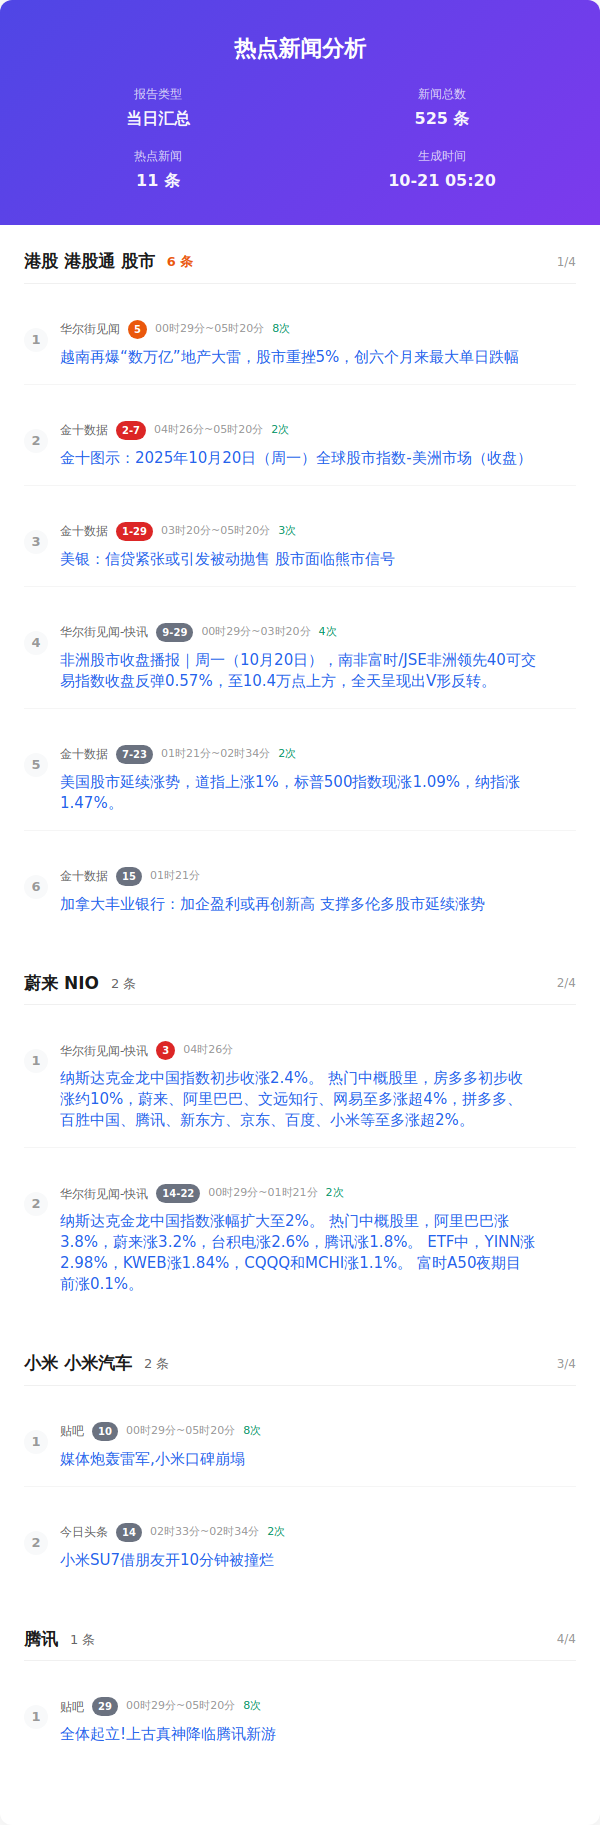 热点新闻分析
报告类型
当日汇总
新闻总数
525 条
热点新闻
11 条
生成时间
10-21 05:20
港股 港股通 股市 6 条 1/4
1
华尔街见闻 5 00时29分~05时20分 8次
越南再爆“数万亿”地产大雷，股市重挫5%，创六个月来最大单日跌幅
2
金十数据 2-7 04时26分~05时20分 2次
金十图示：2025年10月20日（周一）全球股市指数-美洲市场（收盘）
3
金十数据 1-29 03时20分~05时20分 3次
美银：信贷紧张或引发被动抛售 股市面临熊市信号
4
华尔街见闻-快讯 9-29 00时29分~03时20分 4次
非洲股市收盘播报｜周一（10月20日），南非富时/JSE非洲领先40可交
易指数收盘反弹0.57%，至10.4万点上方，全天呈现出V形反转。
5
金十数据 7-23 01时21分~02时34分 2次
美国股市延续涨势，道指上涨1%，标普500指数现涨1.09%，纳指涨
1.47%。
6
金十数据 15 01时21分
加拿大丰业银行：加企盈利或再创新高 支撑多伦多股市延续涨势
蔚来 NIO 2 条 2/4
1
华尔街见闻-快讯 3 04时26分
纳斯达克金龙中国指数初步收涨2.4%。 热门中概股里，房多多初步收
涨约10%，蔚来、阿里巴巴、文远知行、网易至多涨超4%，拼多多、
百胜中国、腾讯、新东方、京东、百度、小米等至多涨超2%。
2
华尔街见闻-快讯 14-22 00时29分~01时21分 2次
纳斯达克金龙中国指数涨幅扩大至2%。 热门中概股里，阿里巴巴涨
3.8%，蔚来涨3.2%，台积电涨2.6%，腾讯涨1.8%。 ETF中，YINN涨
2.98%，KWEB涨1.84%，CQQQ和MCHI涨1.1%。 富时A50夜期目
前涨0.1%。
小米 小米汽车 2 条 3/4
1
贴吧 10 00时29分~05时20分 8次
媒体炮轰雷军,小米口碑崩塌
2
今日头条 14 02时33分~02时34分 2次
小米SU7借朋友开10分钟被撞烂
腾讯 1 条 4/4
1
贴吧 29 00时29分~05时20分 8次
全体起立!上古真神降临腾讯新游